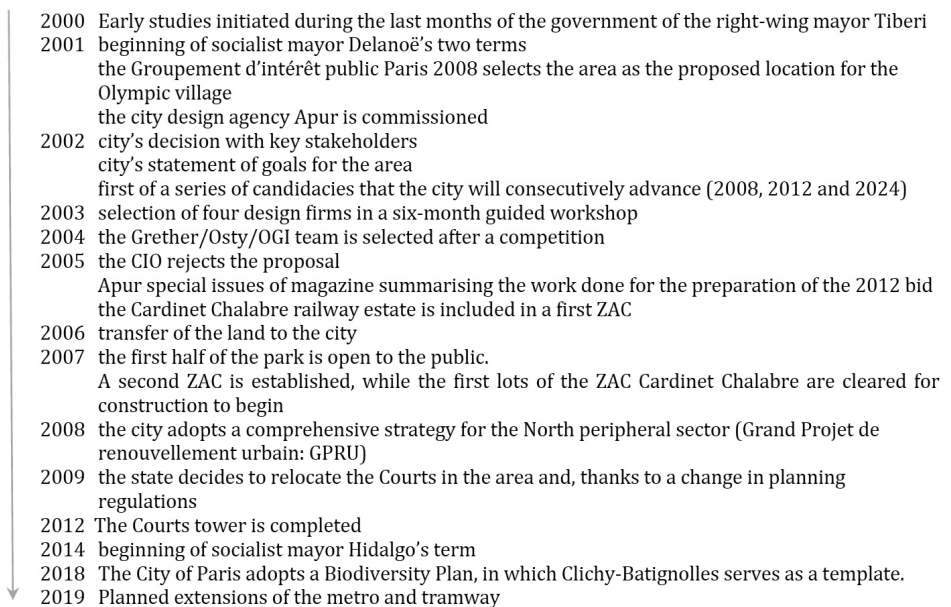 2000 Early studies initiated during the last months of the government of the right-wing mayor Tiberi
2001 beginning of socialist mayor Delanoë’s two terms
the Groupement d’intérêt public Paris 2008 selects the area as the proposed location for the
Olympic village
the city design agency Apur is commissioned
2002 city’s decision with key stakeholders
city’s statement of goals for the area
first of a series of candidacies that the city will consecutively advance (2008, 2012 and 2024)
2003 selection of four design firms in a six-month guided workshop
2004 the Grether/Osty/OGI team is selected after a competition
2005 the CIO rejects the proposal
Apur special issues of magazine summarising the work done for the preparation of the 2012 bid
the Cardinet Chalabre railway estate is included in a first ZAC
2006 transfer of the land to the city
2007 the first half of the park is open to the public.
A second ZAC is established, while the first lots of the ZAC Cardinet Chalabre are cleared for
construction to begin
2008 the city adopts a comprehensive strategy for the North peripheral sector (Grand Projet de
renouvellement urbain: GPRU)
2009 the state decides to relocate the Courts in the area and, thanks to a change in planning
regulations
2012 The Courts tower is completed
2014 beginning of socialist mayor Hidalgo’s term
2018 The City of Paris adopts a Biodiversity Plan, in which Clichy-Batignolles serves as a template.
2019 Planned extensions of the metro and tramway